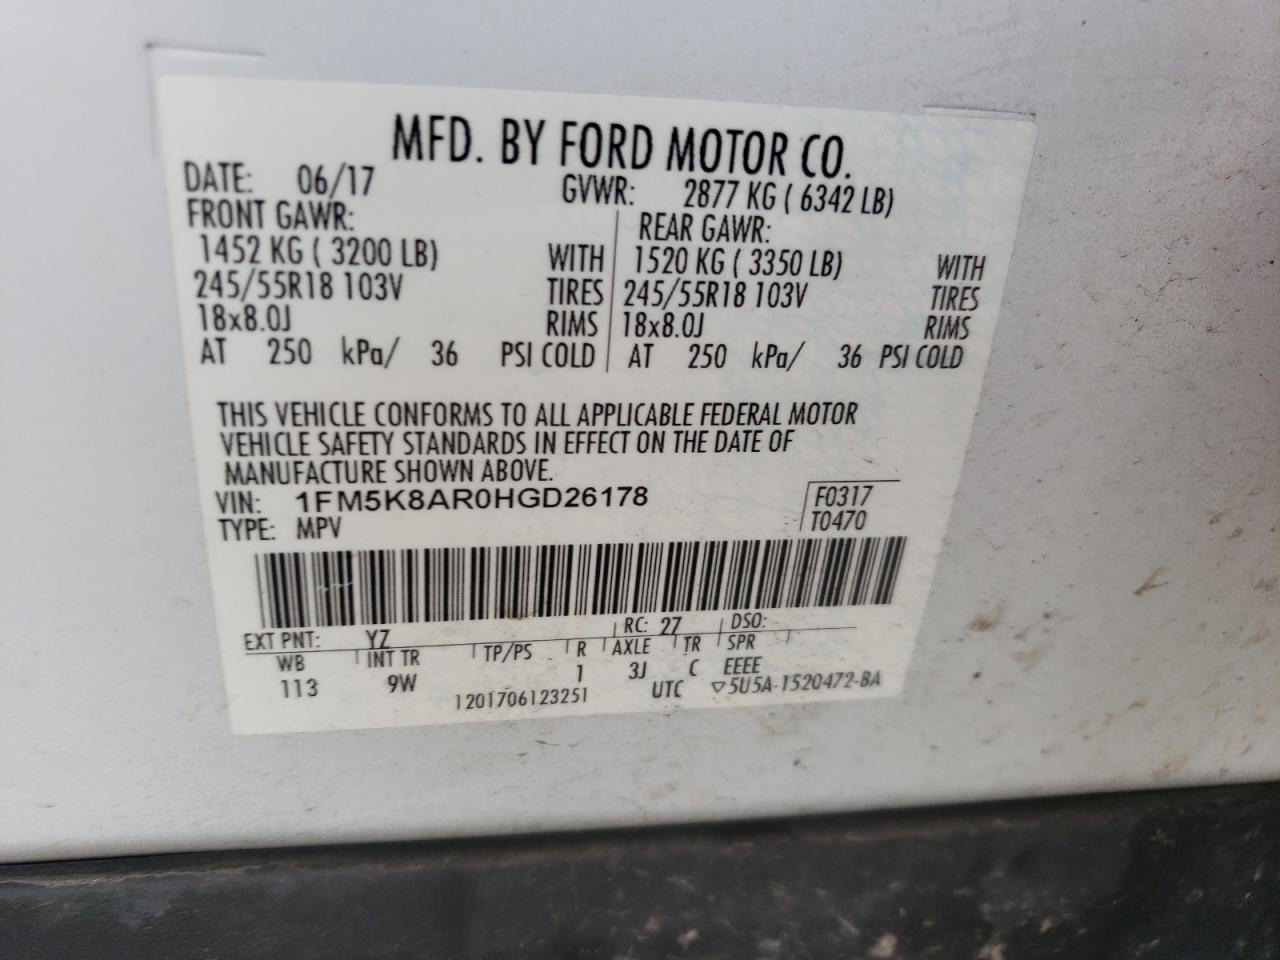 MFD. BY FORD MOTOR CO.
DATE: 06/17 GVWR: 2877 KG ( 6342 LB)
FRONT GAWR: REAR GAWR:
1452 KG ( 3200 LB) WITH 1520 KG ( 3350 LB) WITH
245/55R18 103V TIRES 245/55R18 103V TIRES
18x8.0J RIMS 18x8.0J RIMS
AT 250 kPa/ 36 PSI COLD AT 250 kPa/ 36 PSI COLD
THIS VEHICLE CONFORMS TO ALL APPLICABLE FEDERAL MOTOR
VEHICLE SAFETY STANDARDS IN EFFECT ON THE DATE OF
MANUFACTURE SHOWN ABOVE.
VIN: 1FM5K8AR0HGD26178 F0317
TYPE: MPV T0470
EXT PNT: YZ RC: 27 DSO:
WB INT TR TP/PS R AXLE TR SPR
113 9W 1 3J C EEEE
1201706123251 UTC ▽5U5A-1520472-BA